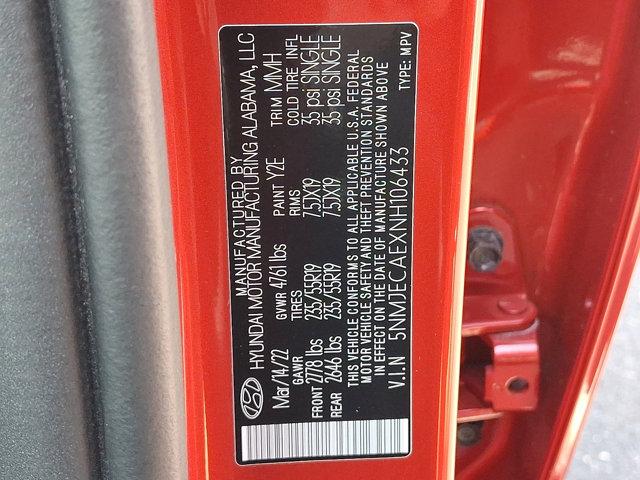 MANUFACTURED BY
HYUNDAI MOTOR MANUFACTURING ALABAMA, LLC
Mar/14/22 GVWR 4761lbs PAINT Y2E TRIM MMH
GAWR TIRES RIMS COLD TIRE INFL
FRONT 2778 lbs 235/55R19 7.5JX19 35 psi SINGLE
REAR 2646 lbs 235/55R19 7.5JX19 35 psi SINGLE
THIS VEHICLE CONFORMS TO ALL APPLICABLE U.S.A. FEDERAL
MOTOR VEHICLE SAFETY AND THEFT PREVENTION STANDARDS
IN EFFECT ON THE DATE OF MANUFACTURE SHOWN ABOVE
V.I.N 5NMJECAEXNH106433 TYPE: MPV